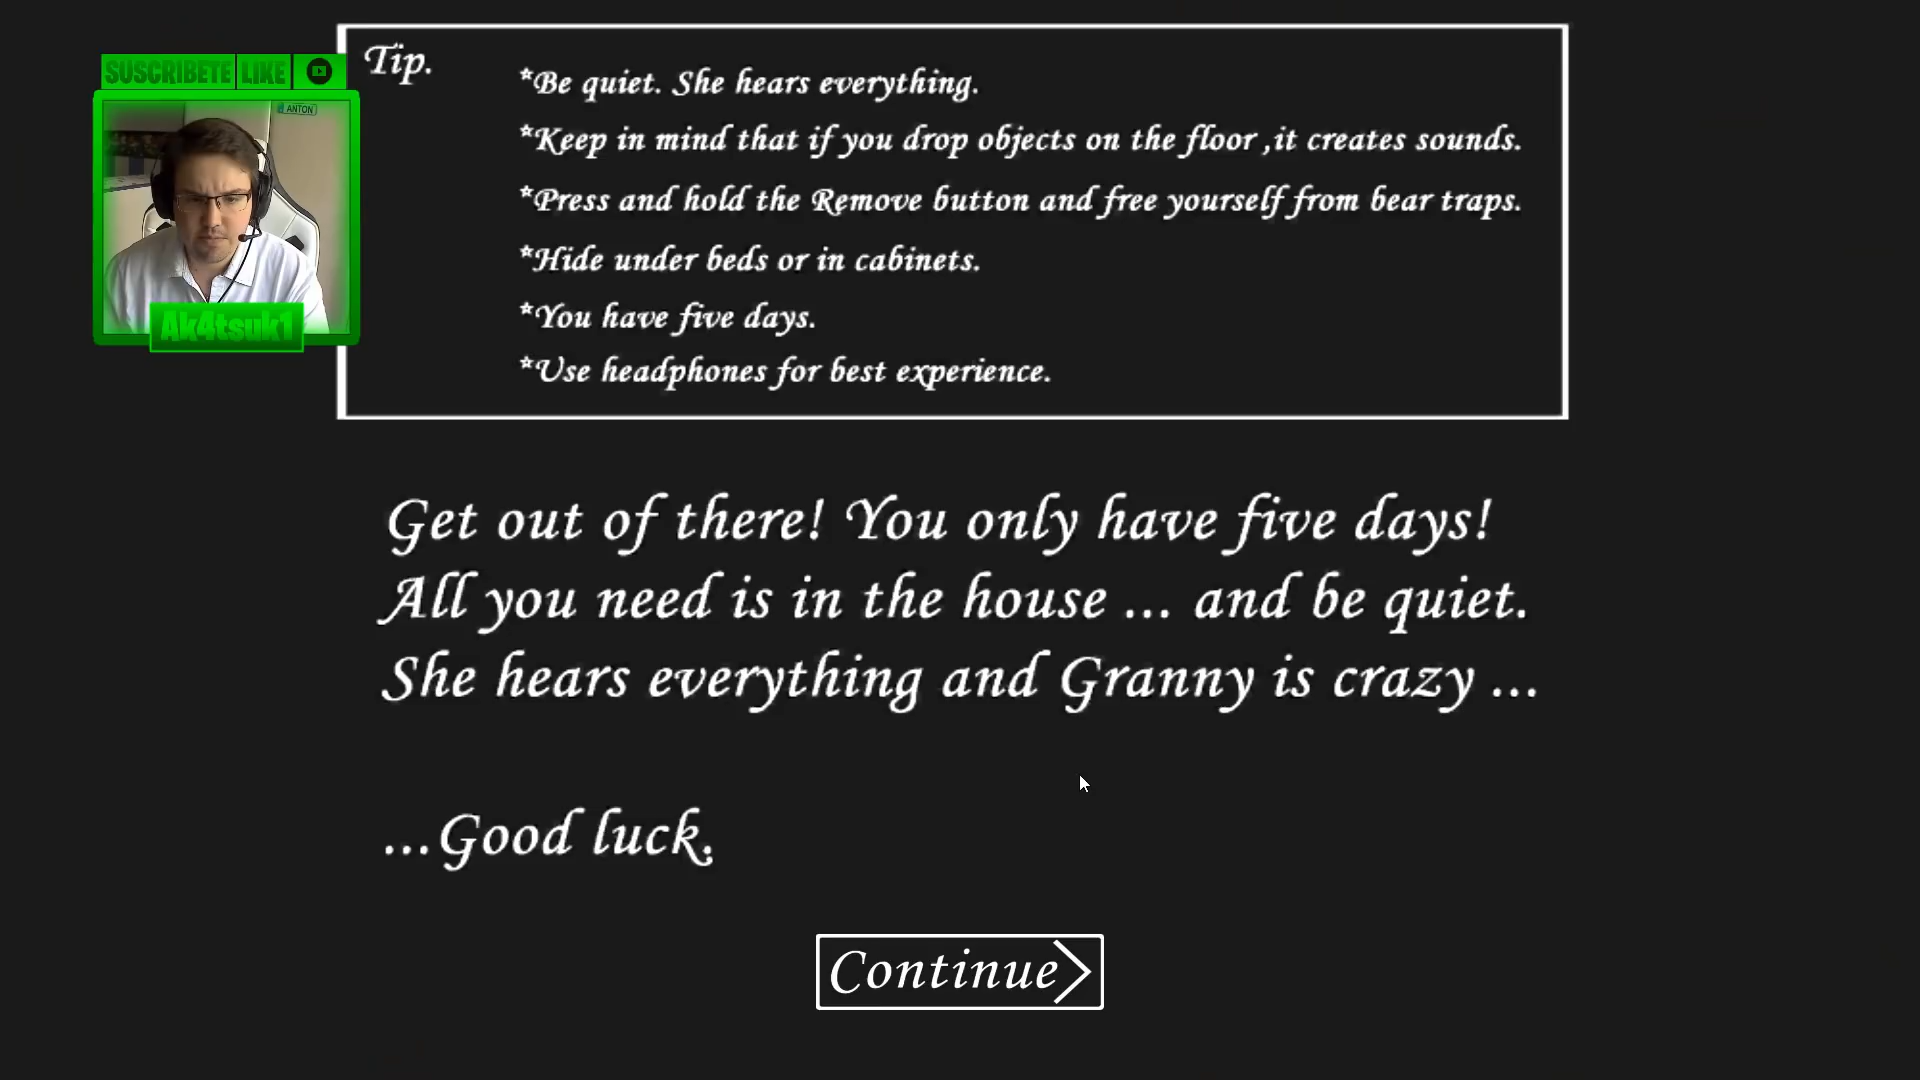 SUSCRIBETE LIKE
ANTON
Ak4tsuk1
Tip.
*Be quiet. She hears everything.
*Keep in mind that if you drop objects on the floor ,it creates sounds.
*Press and hold the Remove button and free yourself from bear traps.
*Hide under beds or in cabinets.
*You have five days.
*Use headphones for best experience.
Get out of there! You only have five days!
All you need is in the house ... and be quiet.
She hears everything and Granny is crazy ...
...Good luck.
Continue